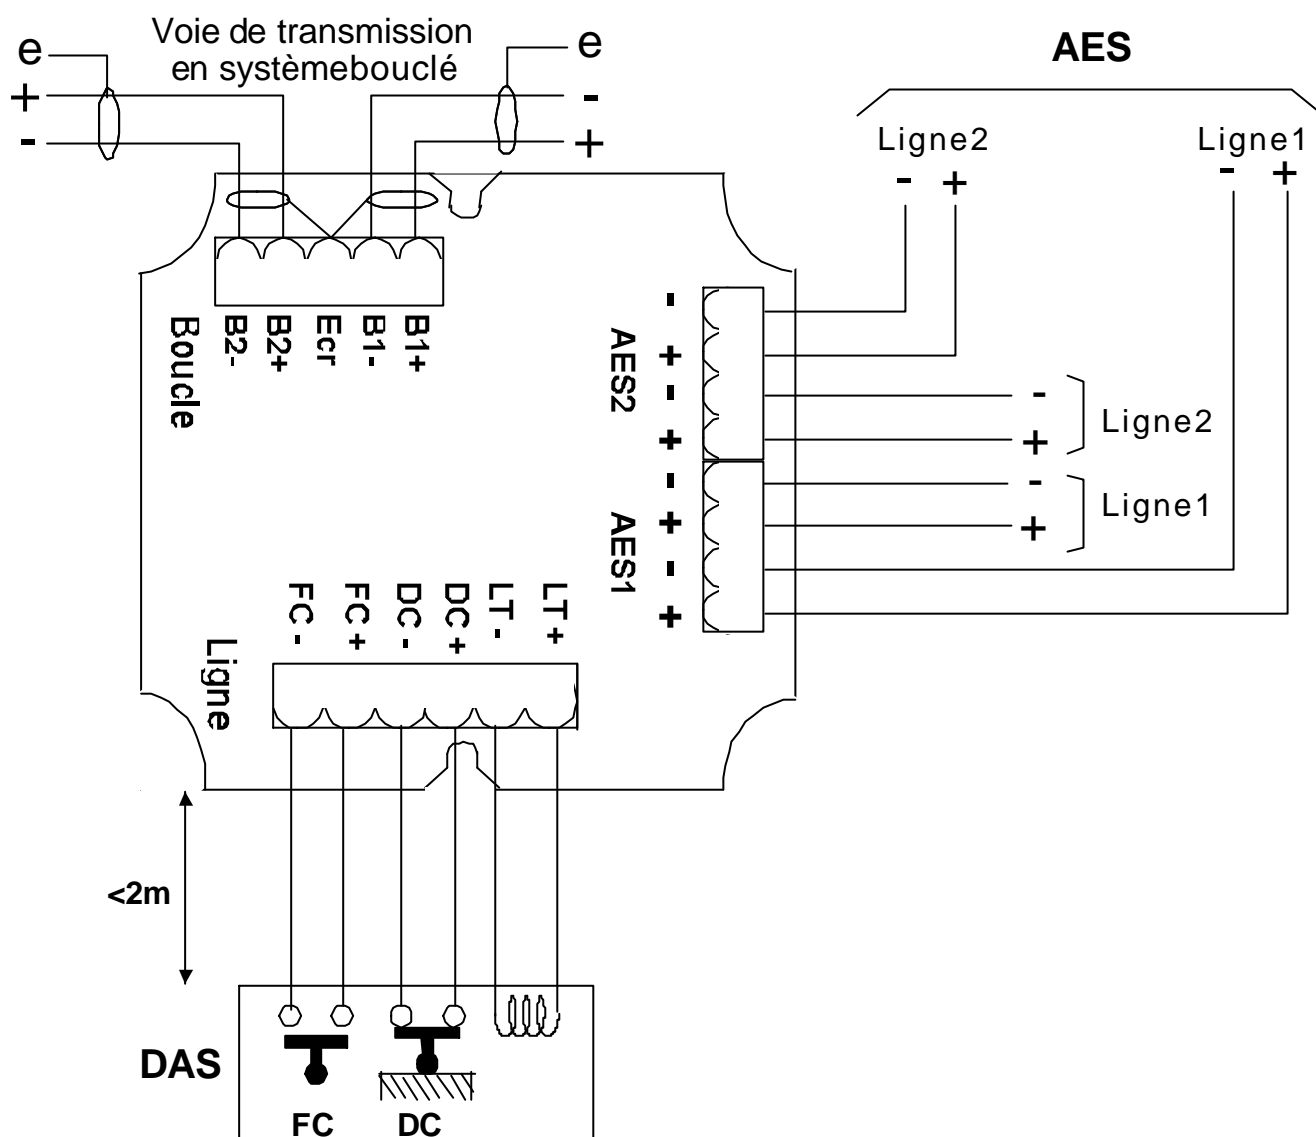 Voie de transmission
en systèmebouclé
e
+
-
e
-
+
AES
Ligne2
- +
Ligne1
- +
Boucle
B2-
B2+
Ecr
B1-
B1+
AES2
-
+
-
+
- 
+
Ligne2
AES1
-
+
-
+
-
+
Ligne1
Ligne
FC-
FC+
DC-
DC+
LT-
LT+
<2m
DAS
FC
DC